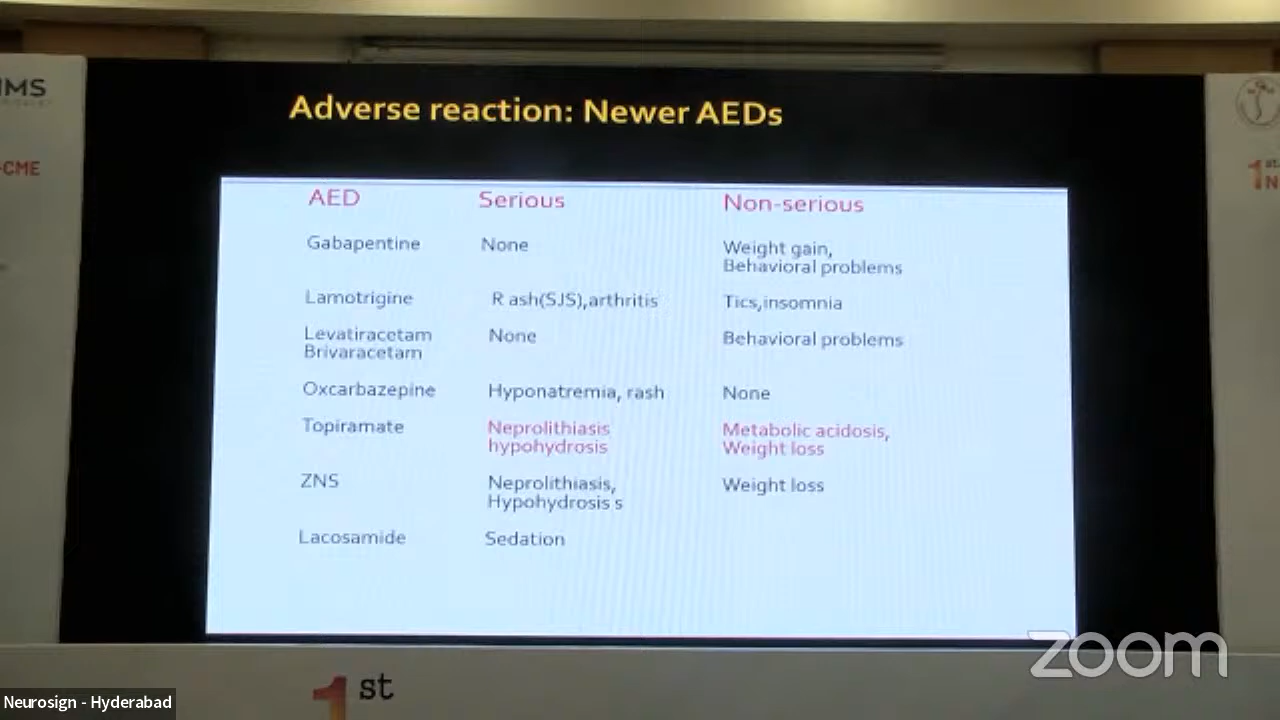 IMS
-CME
Adverse reaction: Newer AEDs
AED Serious Non-serious
Gabapentine None Weight gain,
Behavioral problems
Lamotrigine R ash(SJS),arthritis Tics,insomnia
Levatiracetam None Behavioral problems
Brivaracetam
Oxcarbazepine Hyponatremia, rash None
Topiramate Neprolithiasis Metabolic acidosis,
hypohydrosis Weight loss
ZNS Neprolithiasis, Weight loss
Hypohydrosis s
Lacosamide Sedation
1st
N
zoom
1st
Neurosign - Hyderabad